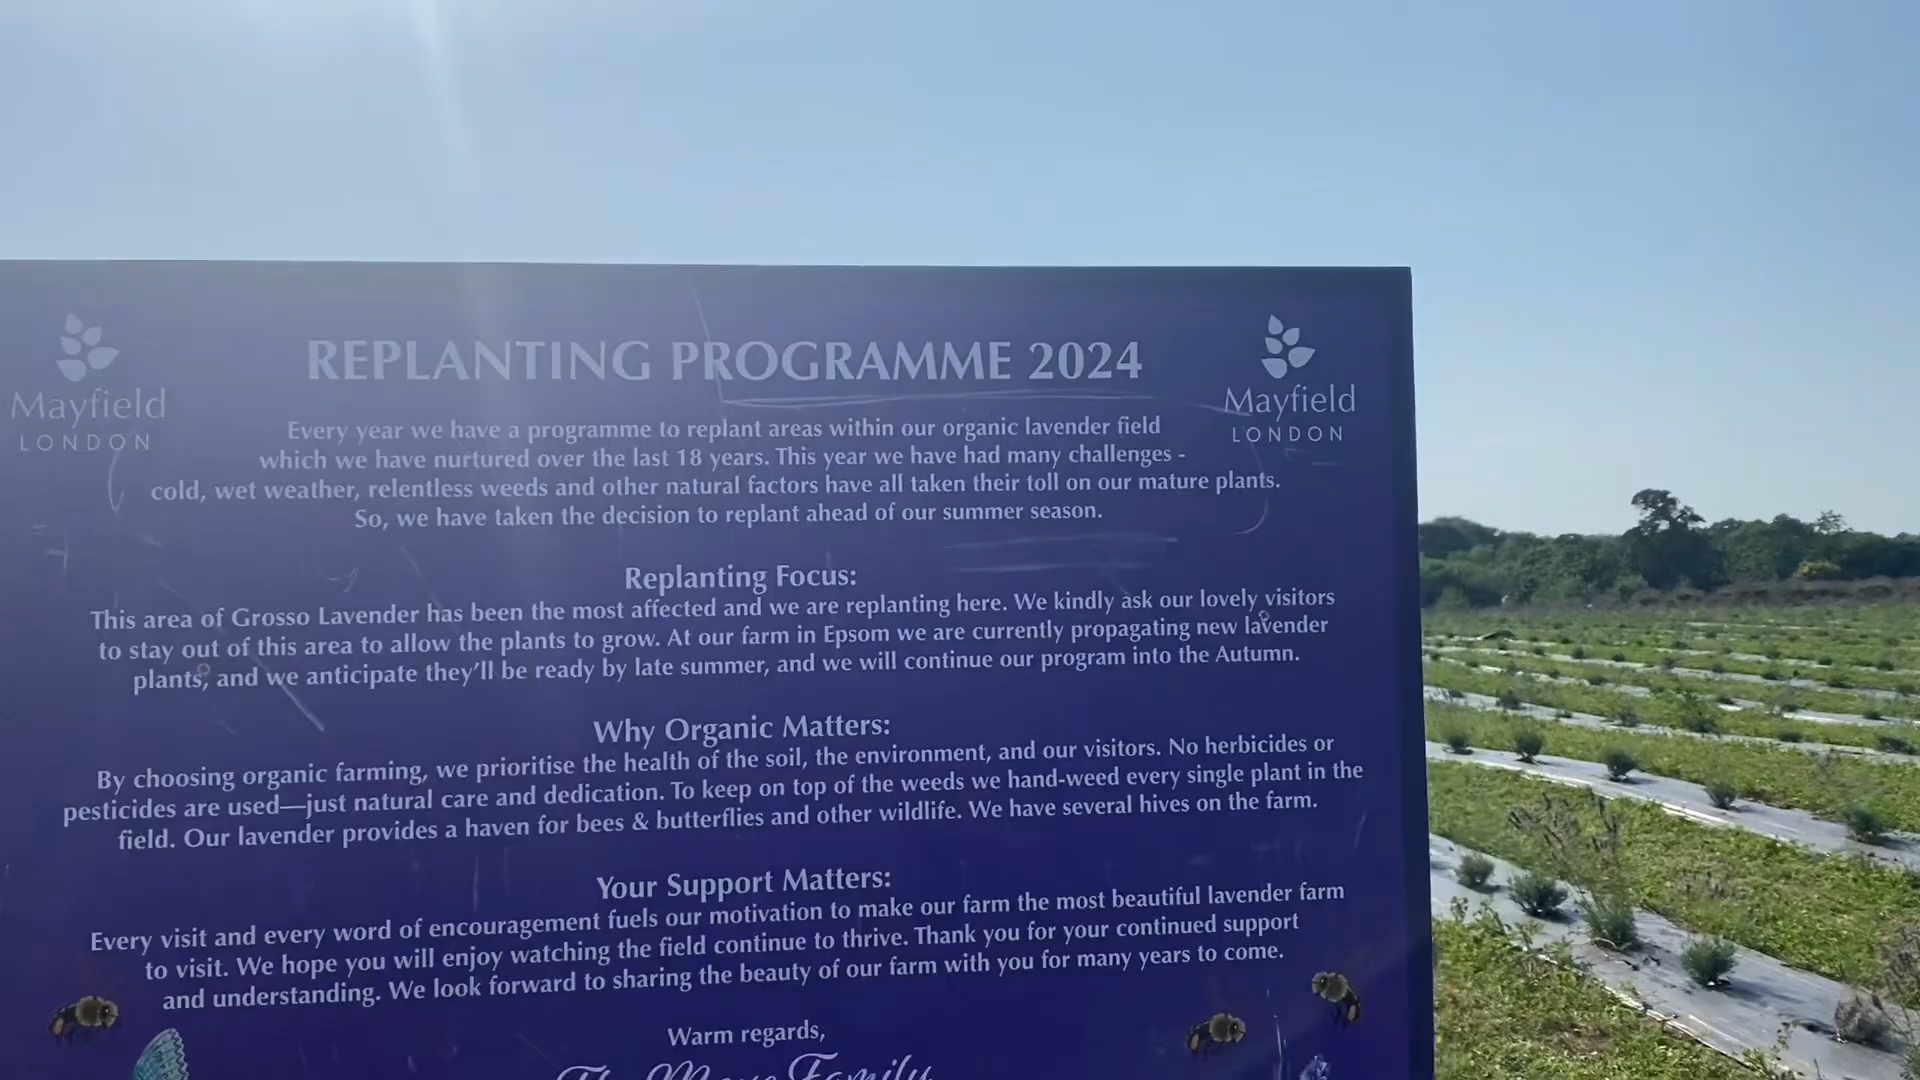 Mayfield
LONDON
REPLANTING PROGRAMME 2024
Mayfield
LONDON
Every year we have a programme to replant areas within our organic lavender field
which we have nurtured over the last 18 years. This year we have had many challenges -
cold, wet weather, relentless weeds and other natural factors have all taken their toll on our mature plants.
So, we have taken the decision to replant ahead of our summer season.
Replanting Focus:
This area of Grosso Lavender has been the most affected and we are replanting here. We kindly ask our lovely visitors
to stay out of this area to allow the plants to grow. At our farm in Epsom we are currently propagating new lavender
plants, and we anticipate they'll be ready by late summer, and we will continue our program into the Autumn.
Why Organic Matters:
By choosing organic farming, we prioritise the health of the soil, the environment, and our visitors. No herbicides or
pesticides are used—just natural care and dedication. To keep on top of the weeds we hand-weed every single plant in the
field. Our lavender provides a haven for bees & butterflies and other wildlife. We have several hives on the farm.
Your Support Matters:
Every visit and every word of encouragement fuels our motivation to make our farm the most beautiful lavender farm
to visit. We hope you will enjoy watching the field continue to thrive. Thank you for your continued support
and understanding. We look forward to sharing the beauty of our farm with you for many years to come.
Warm regards,
The Family